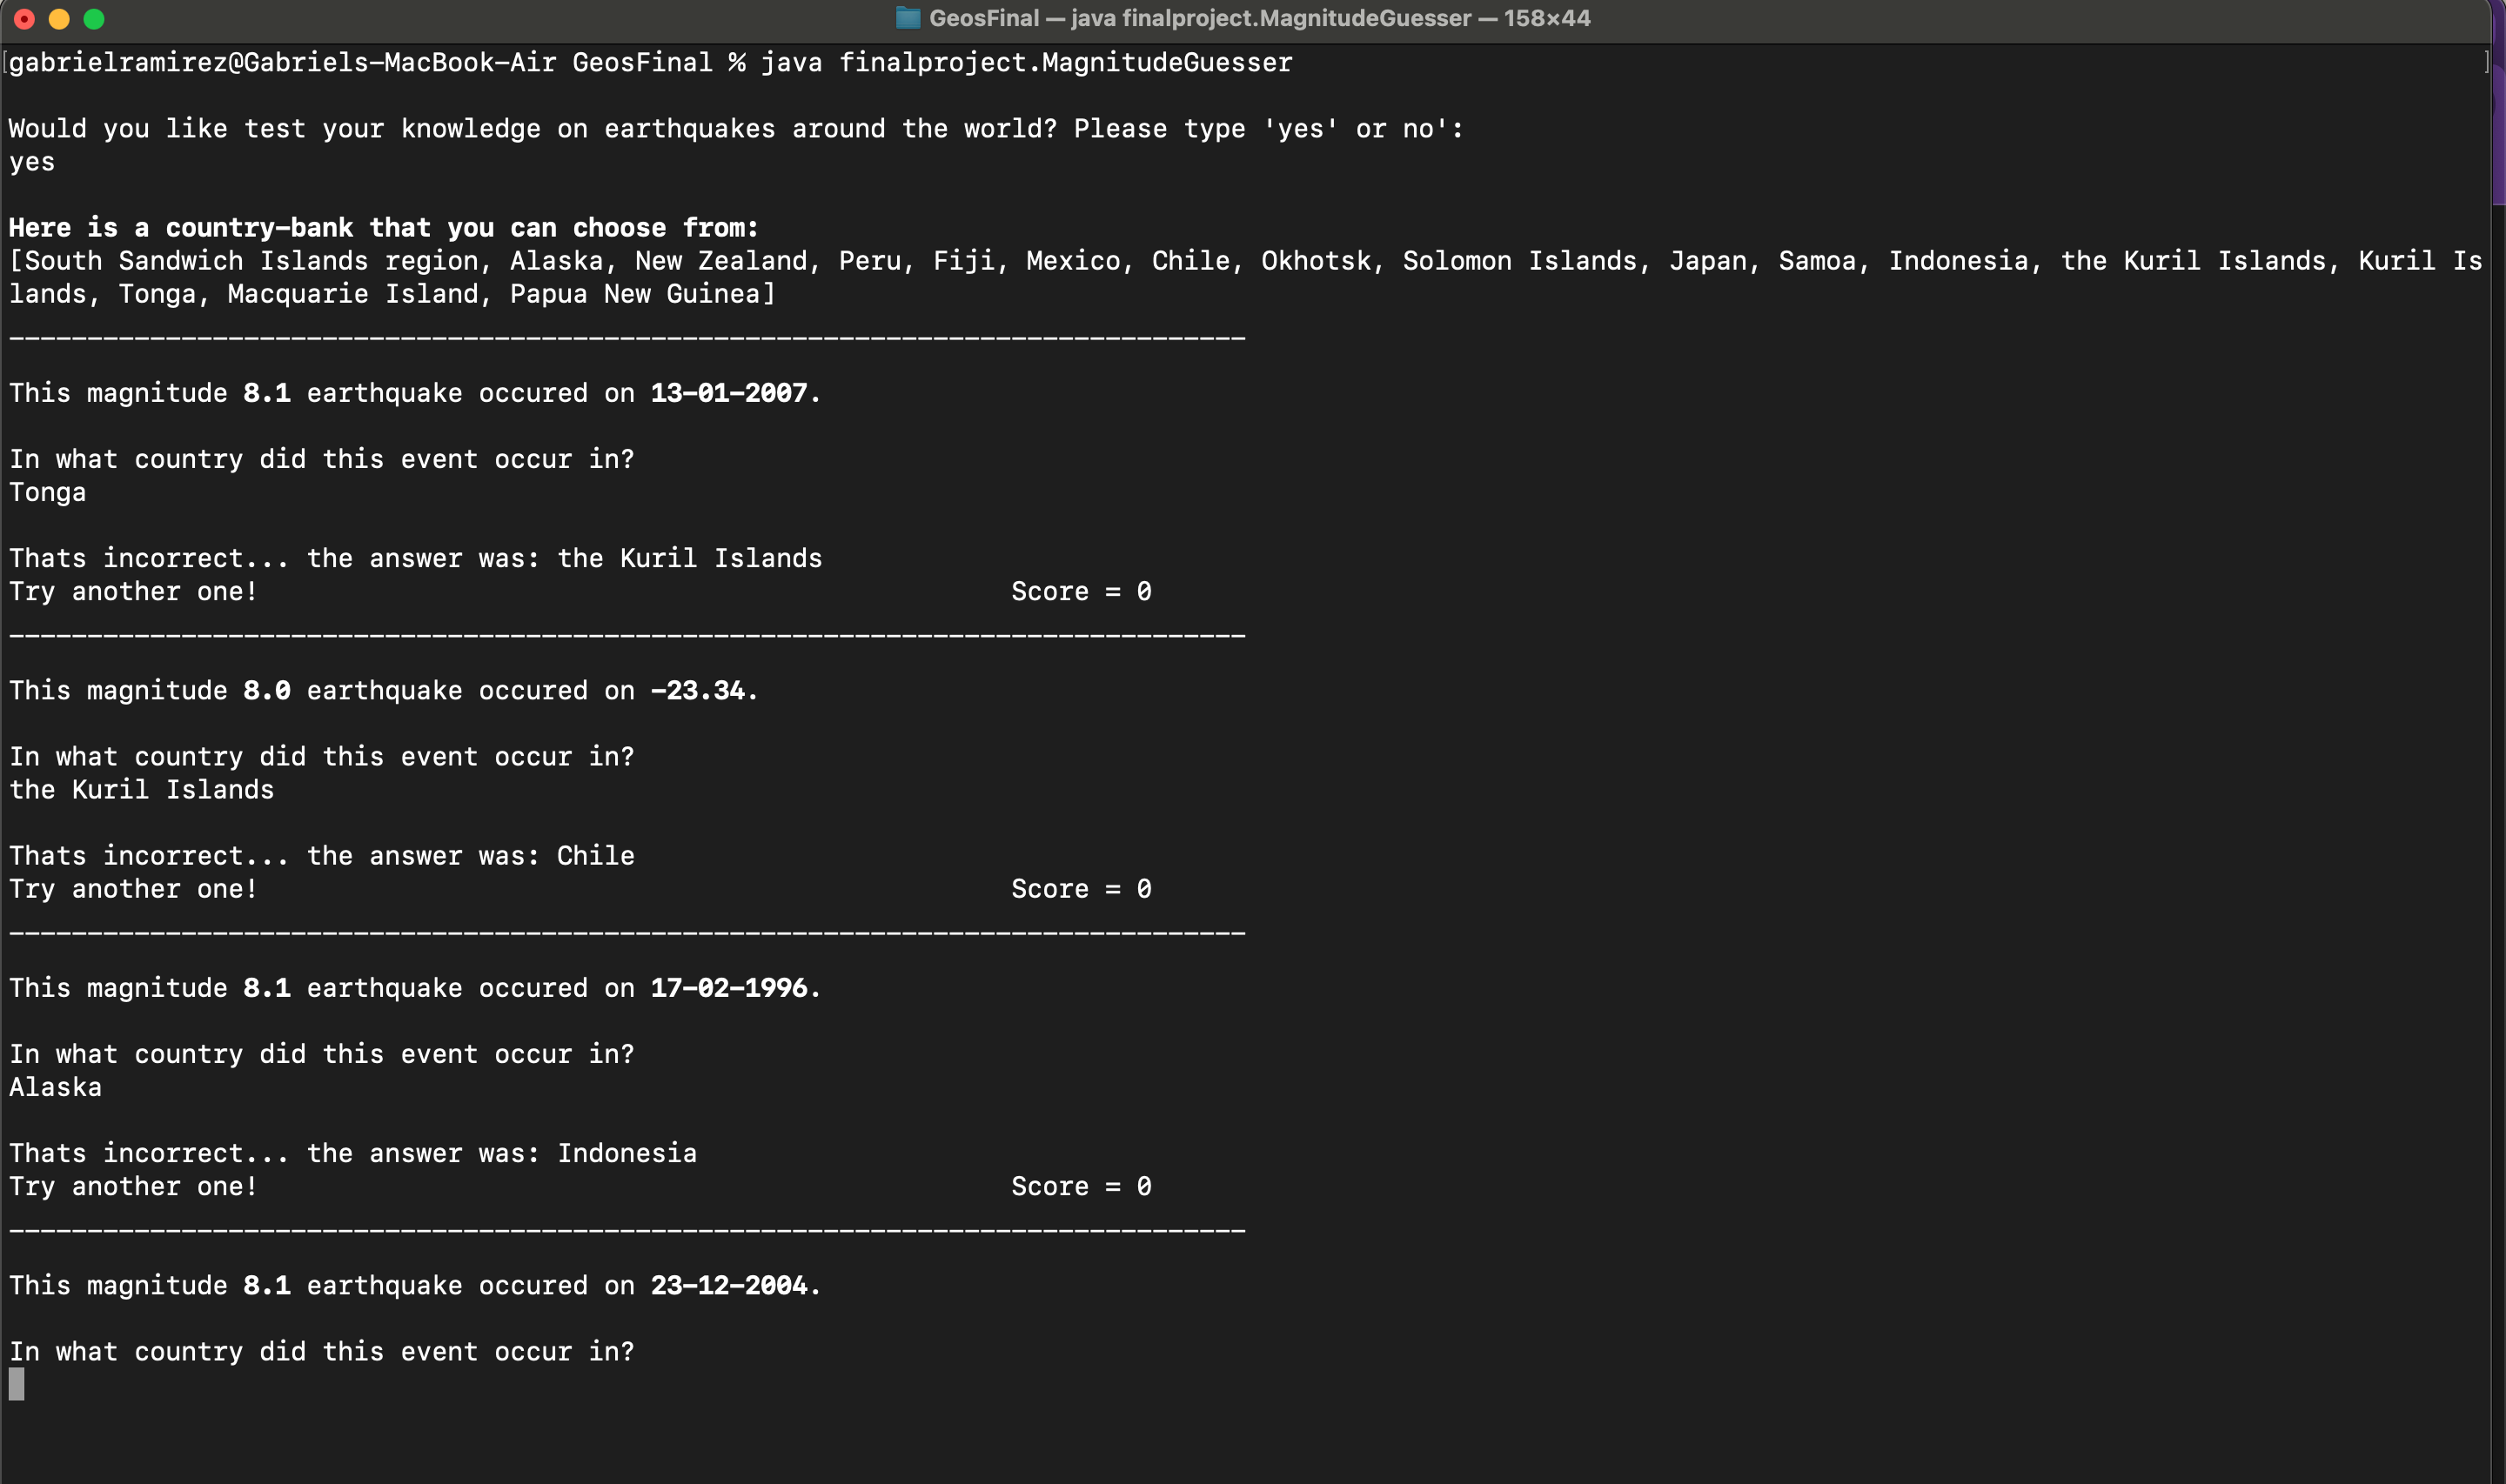 GeosFinal — java finalproject.MagnitudeGuesser — 158×44
[gabrielramirez@Gabriels-MacBook-Air GeosFinal % java finalproject.MagnitudeGuesser ]
Would you like test your knowledge on earthquakes around the world? Please type 'yes' or no':
yes
Here is a country-bank that you can choose from:
[South Sandwich Islands region, Alaska, New Zealand, Peru, Fiji, Mexico, Chile, Okhotsk, Solomon Islands, Japan, Samoa, Indonesia, the Kuril Islands, Kuril Is
lands, Tonga, Macquarie Island, Papua New Guinea]
-------------------------------------------------------------------------------
This magnitude 8.1 earthquake occured on 13-01-2007.
In what country did this event occur in?
Tonga
Thats incorrect... the answer was: the Kuril Islands
Try another one! Score = 0
-------------------------------------------------------------------------------
This magnitude 8.0 earthquake occured on -23.34.
In what country did this event occur in?
the Kuril Islands
Thats incorrect... the answer was: Chile
Try another one! Score = 0
-------------------------------------------------------------------------------
This magnitude 8.1 earthquake occured on 17-02-1996.
In what country did this event occur in?
Alaska
Thats incorrect... the answer was: Indonesia
Try another one! Score = 0
-------------------------------------------------------------------------------
This magnitude 8.1 earthquake occured on 23-12-2004.
In what country did this event occur in?